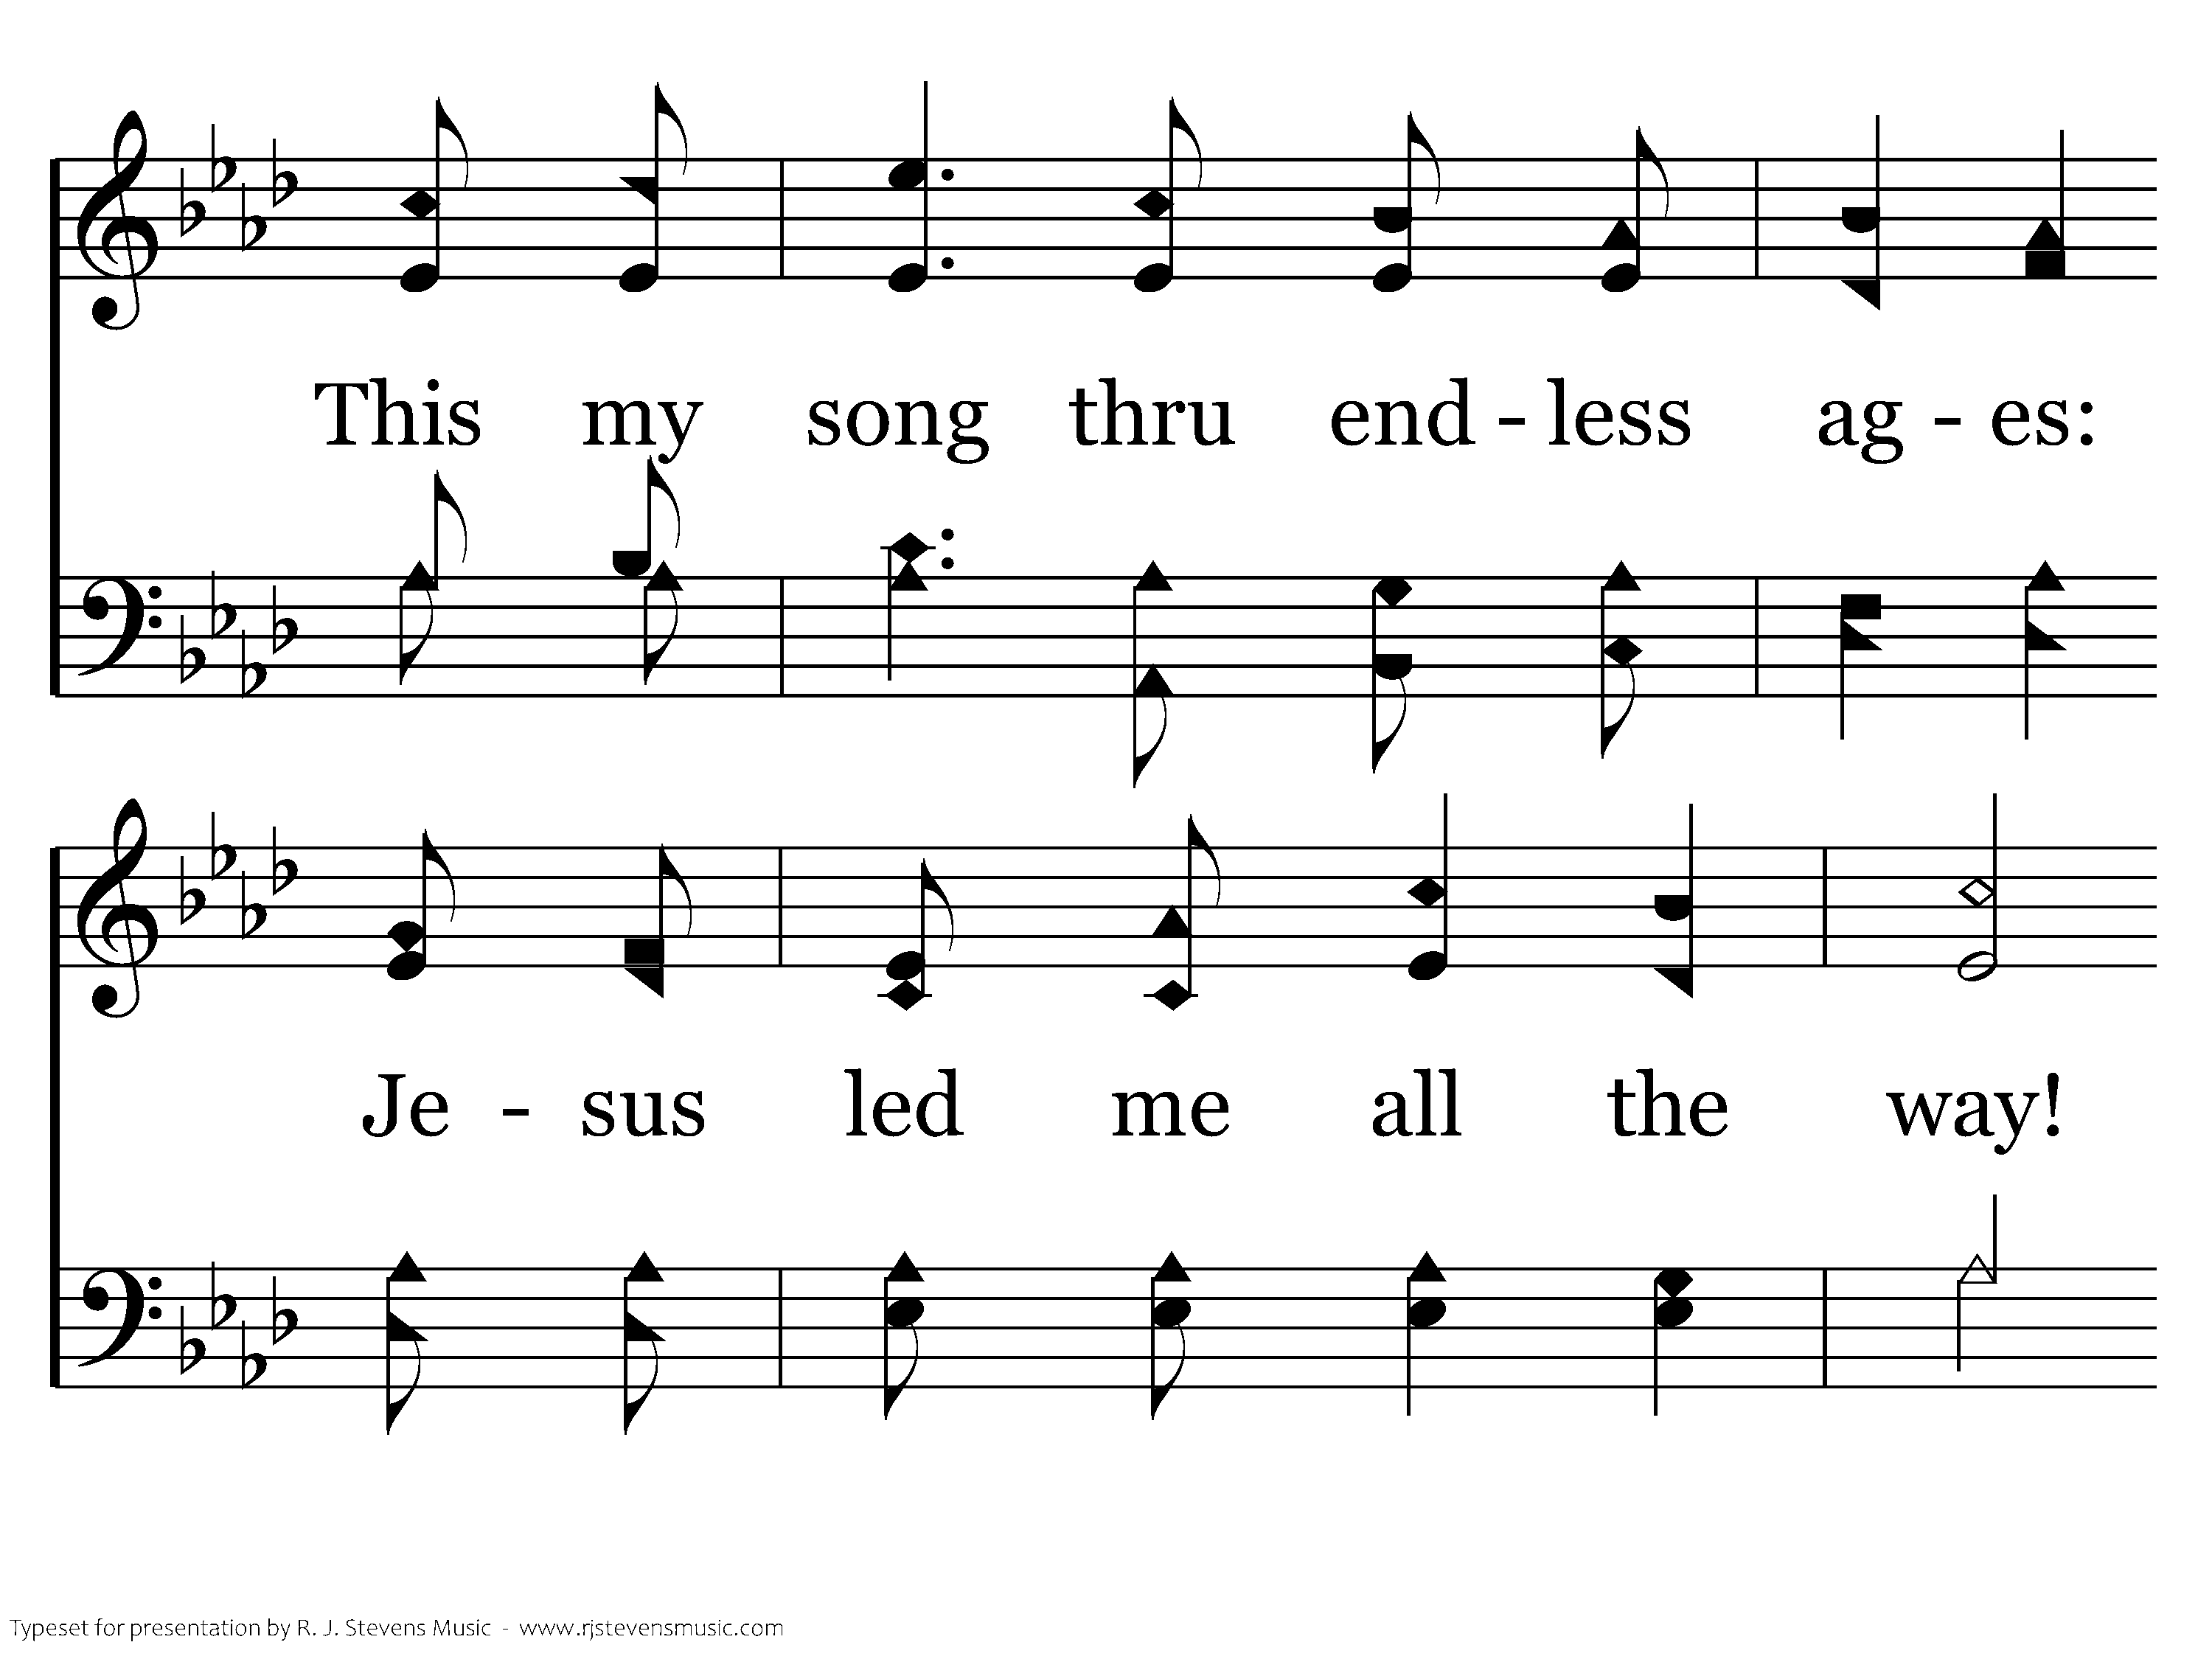 This my song thru end - less ag - es:
Je - sus led me all the way!
Typeset for presentation by R. J. Stevens Music - www.rjstevensmusic.com